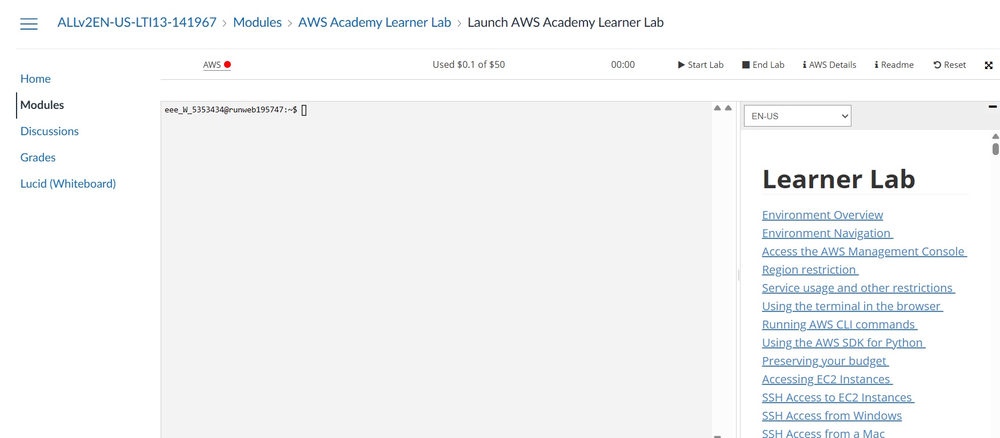 ALLv2EN-US-LTI13-141967 > Modules > AWS Academy Learner Lab > Launch AWS Academy Learner Lab
AWS Used $0.1 of $50 00:00 Start Lab End Lab AWS Details Readme Reset
Home
Modules
Discussions
Grades
Lucid (Whiteboard)
eee_W_5353434@runweb195747:~$
EN-US
Learner Lab
Environment Overview
Environment Navigation
Access the AWS Management Console
Region restriction
Service usage and other restrictions
Using the terminal in the browser
Running AWS CLI commands
Using the AWS SDK for Python
Preserving your budget
Accessing EC2 Instances
SSH Access to EC2 Instances
SSH Access from Windows
SSH Access from a Mac